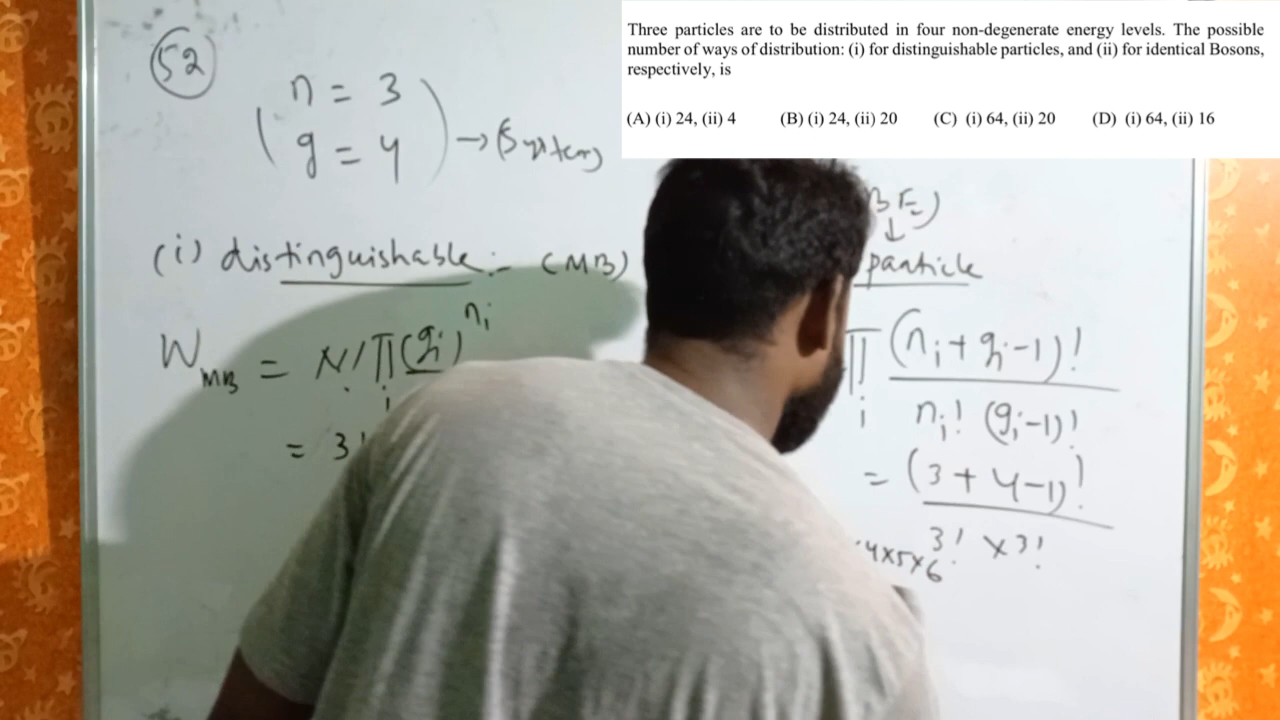 Three particles are to be distributed in four non-degenerate energy levels. The possible
number of ways of distribution: (i) for distinguishable particles, and (ii) for identical Bosons,
respectively, is
(A) (i) 24, (ii) 4 (B) (i) 24, (ii) 20 (C) (i) 64, (ii) 20 (D) (i) 64, (ii) 16
52
n = 3
g = 4
(i) distinguishable :- (MB)
W_MB = N! ∏ (g_i)^n_i
= 3!
BE)
↓
particle
∏_i (n_i + g_i - 1)! / n_i! (g_i - 1)!
= (3 + 4 - 1)! / 3! × 3!
4×5×6